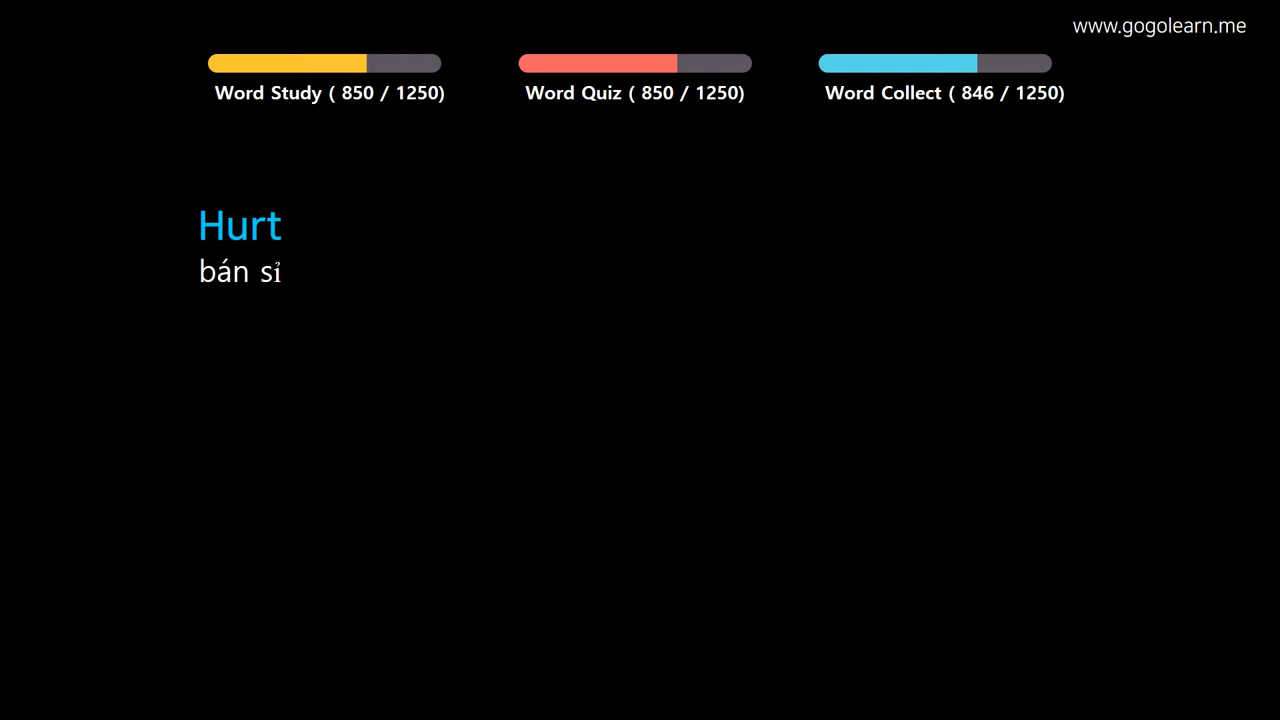 www.gogolearn.me
Word Study ( 850 / 1250)
Word Quiz ( 850 / 1250)
Word Collect ( 846 / 1250)
Hurt
bán sỉ